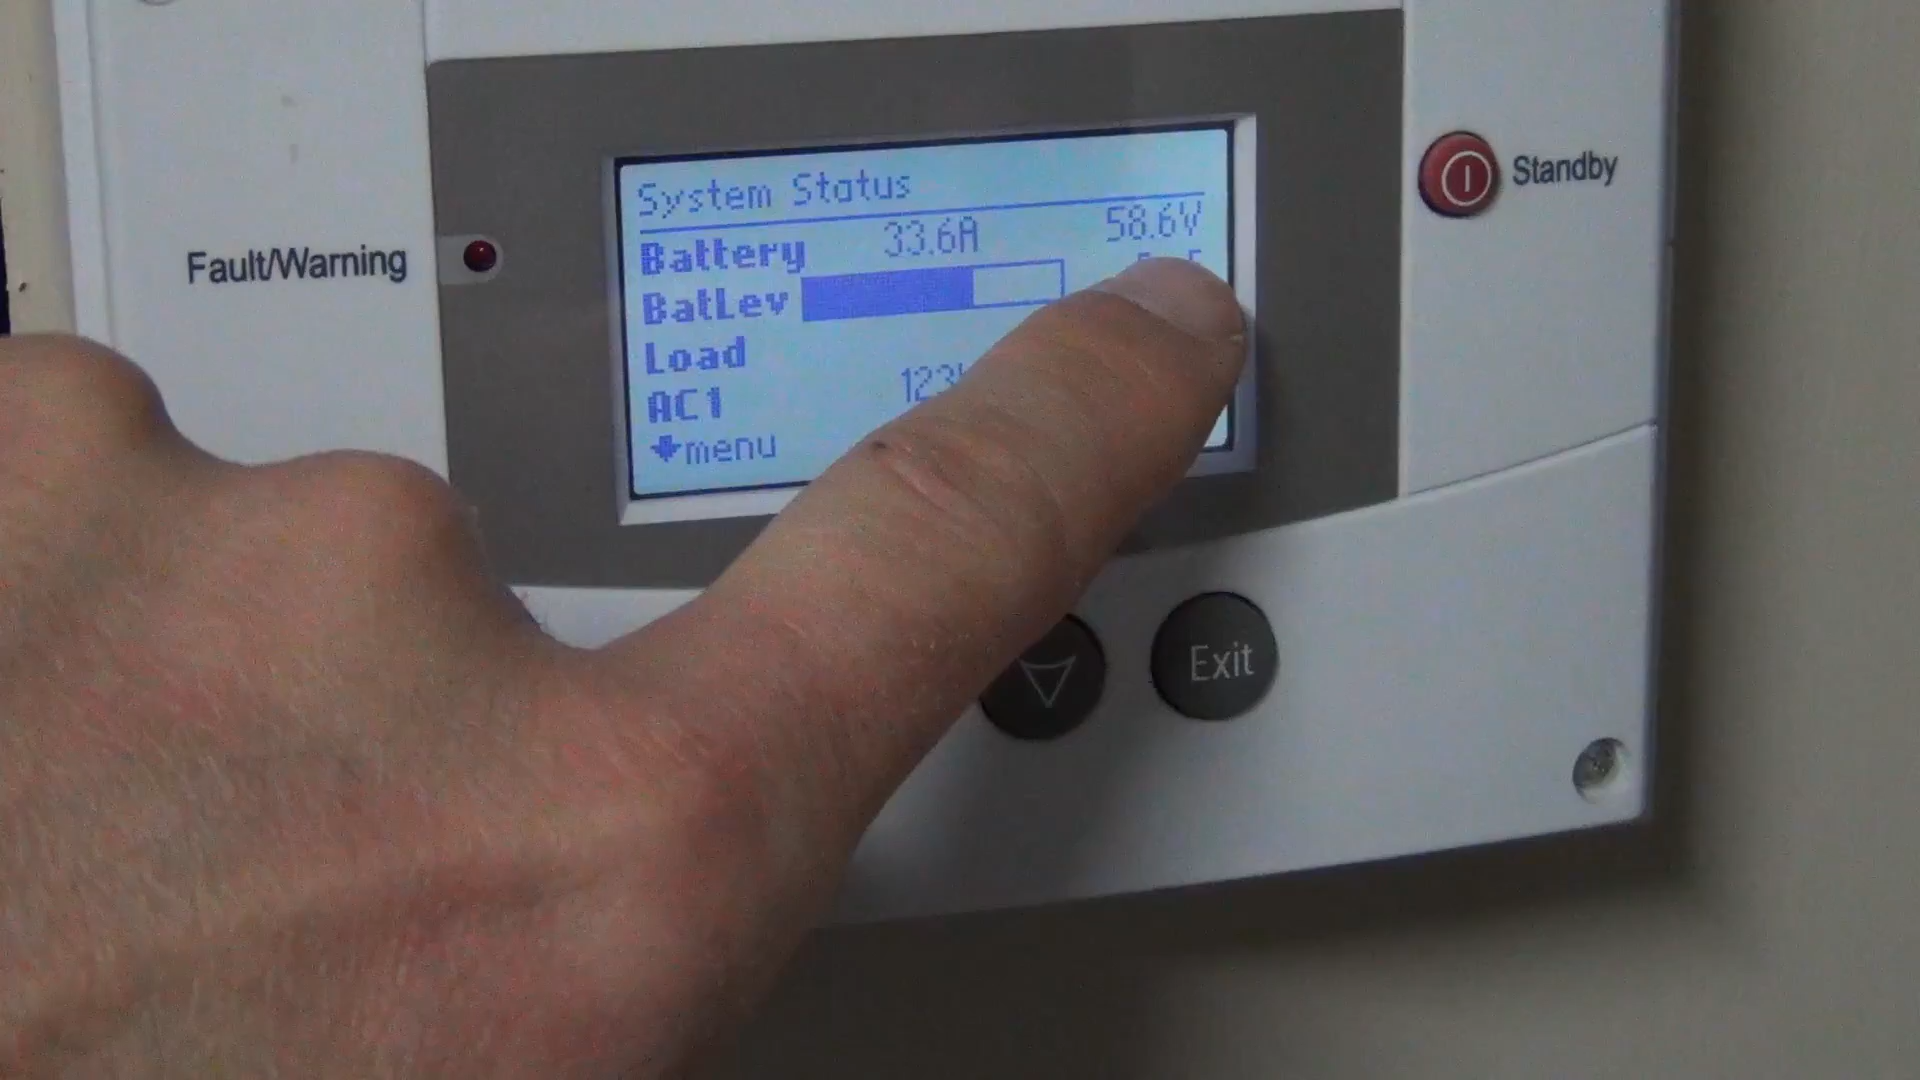 System Status
Battery 33.6A 58.6V
BatLev
Load
AC1
menu
Fault/Warning
Standby
Exit